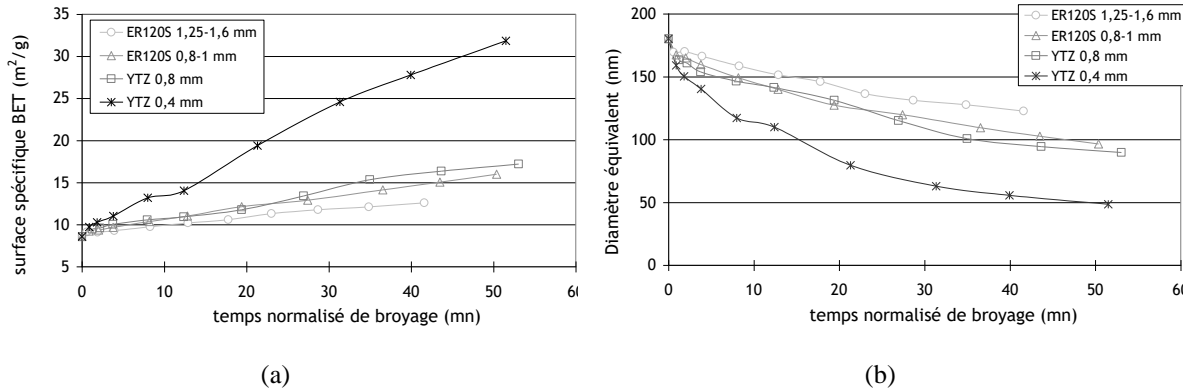 surface spécifique BET (m²/g)
35
30
25
20
15
10
5
ER120S 1,25-1,6 mm
ER120S 0,8-1 mm
YTZ 0,8 mm
YTZ 0,4 mm
0 10 20 30 40 50 60
temps normalisé de broyage (mn)
(a)
Diamètre équivalent (nm)
200
150
100
50
0
ER120S 1,25-1,6 mm
ER120S 0,8-1 mm
YTZ 0,8 mm
YTZ 0,4 mm
0 10 20 30 40 50 60
temps normalisé de broyage (mn)
(b)